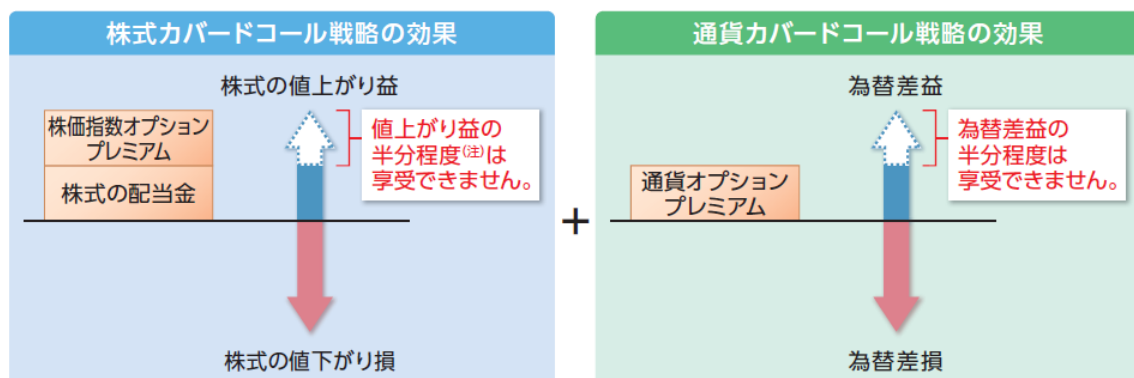 株式カバードコール戦略の効果
株式の値上がり益
株価指数オプション
プレミアム
株式の配当金
値上がり益の
半分程度(注)は
享受できません。
株式の値下がり損
+
通貨カバードコール戦略の効果
為替差益
通貨オプション
プレミアム
為替差益の
半分程度は
享受できません。
為替差損